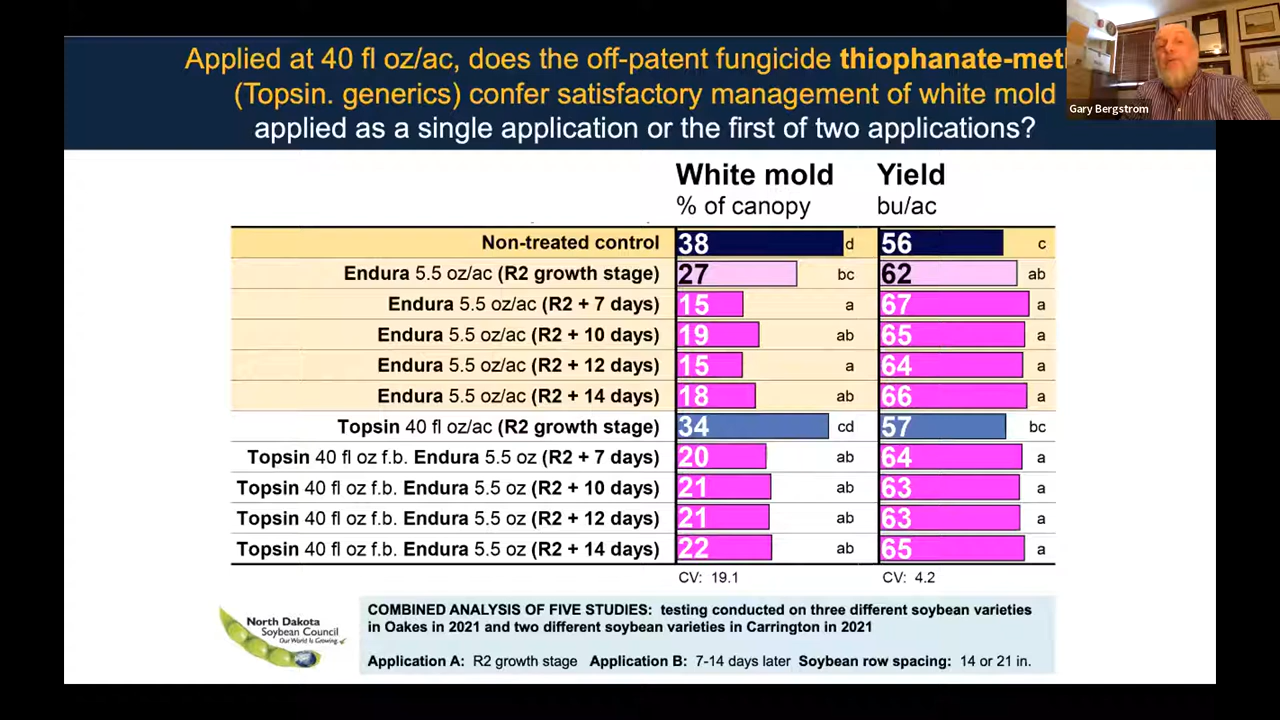 Applied at 40 fl oz/ac, does the off-patent fungicide thiophanate-met
(Topsin. generics) confer satisfactory management of white mold
applied as a single application or the first of two applications?
Gary Bergstrom
White mold Yield
% of canopy bu/ac
Non-treated control 38 d 56 c
Endura 5.5 oz/ac (R2 growth stage) 27 bc 62 ab
Endura 5.5 oz/ac (R2 + 7 days) 15 a 67 a
Endura 5.5 oz/ac (R2 + 10 days) 19 ab 65 a
Endura 5.5 oz/ac (R2 + 12 days) 15 a 64 a
Endura 5.5 oz/ac (R2 + 14 days) 18 ab 66 a
Topsin 40 fl oz/ac (R2 growth stage) 34 cd 57 bc
Topsin 40 fl oz f.b. Endura 5.5 oz (R2 + 7 days) 20 ab 64 a
Topsin 40 fl oz f.b. Endura 5.5 oz (R2 + 10 days) 21 ab 63 a
Topsin 40 fl oz f.b. Endura 5.5 oz (R2 + 12 days) 21 ab 63 a
Topsin 40 fl oz f.b. Endura 5.5 oz (R2 + 14 days) 22 ab 65 a
CV: 19.1 CV: 4.2
North Dakota
Soybean Council
Our World Is Growing.
COMBINED ANALYSIS OF FIVE STUDIES: testing conducted on three different soybean varieties
in Oakes in 2021 and two different soybean varieties in Carrington in 2021
Application A: R2 growth stage Application B: 7-14 days later Soybean row spacing: 14 or 21 in.